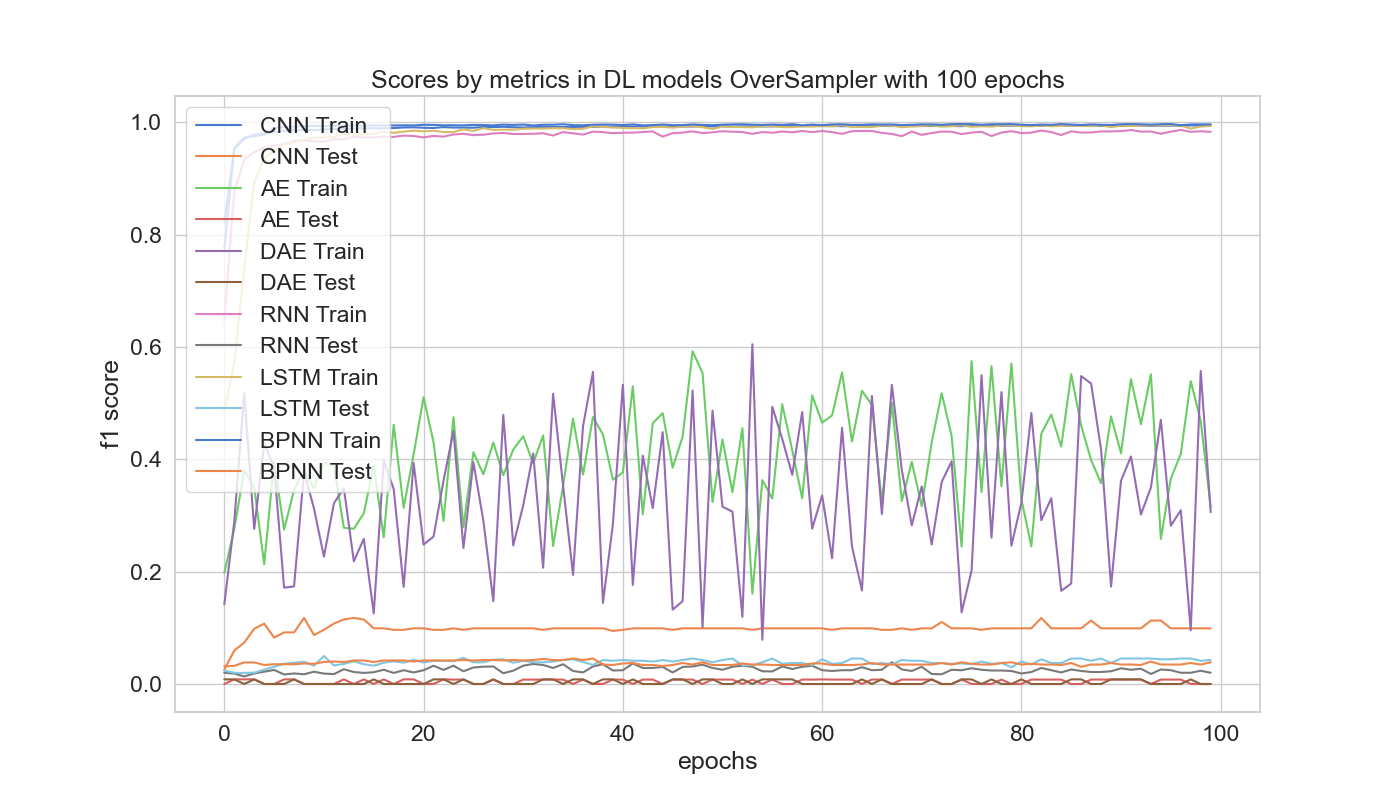 Scores by metrics in DL models OverSampler with 100 epochs
1.0
0.8
0.6
0.4
0.2
0.0
f1 score
CNN Train
CNN Test
AE Train
AE Test
DAE Train
DAE Test
RNN Train
RNN Test
LSTM Train
LSTM Test
BPNN Train
BPNN Test
0 20 40 60 80 100
epochs